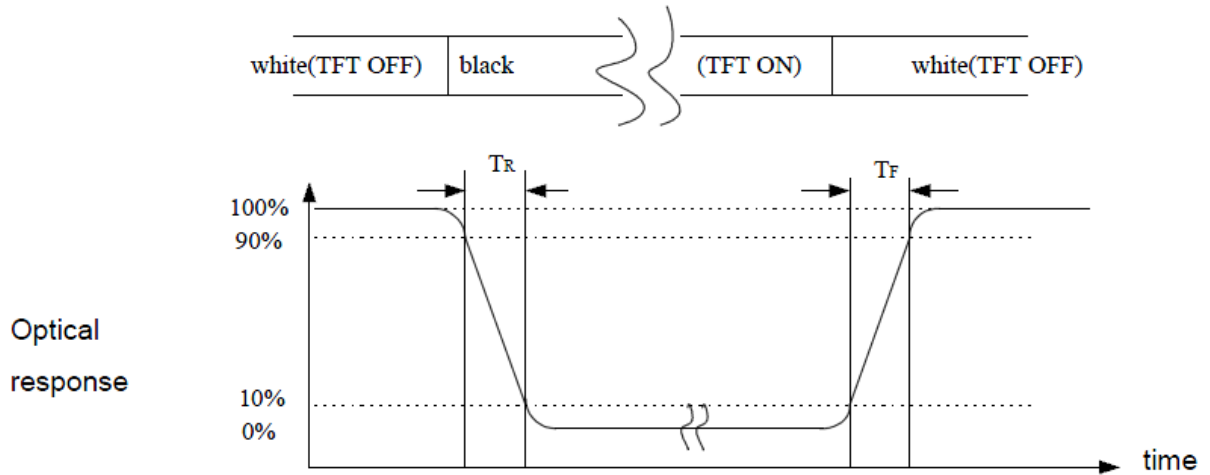 white(TFT OFF) black (TFT ON) white(TFT OFF)
TR TF
100%
90%
Optical
response
10%
0%
time